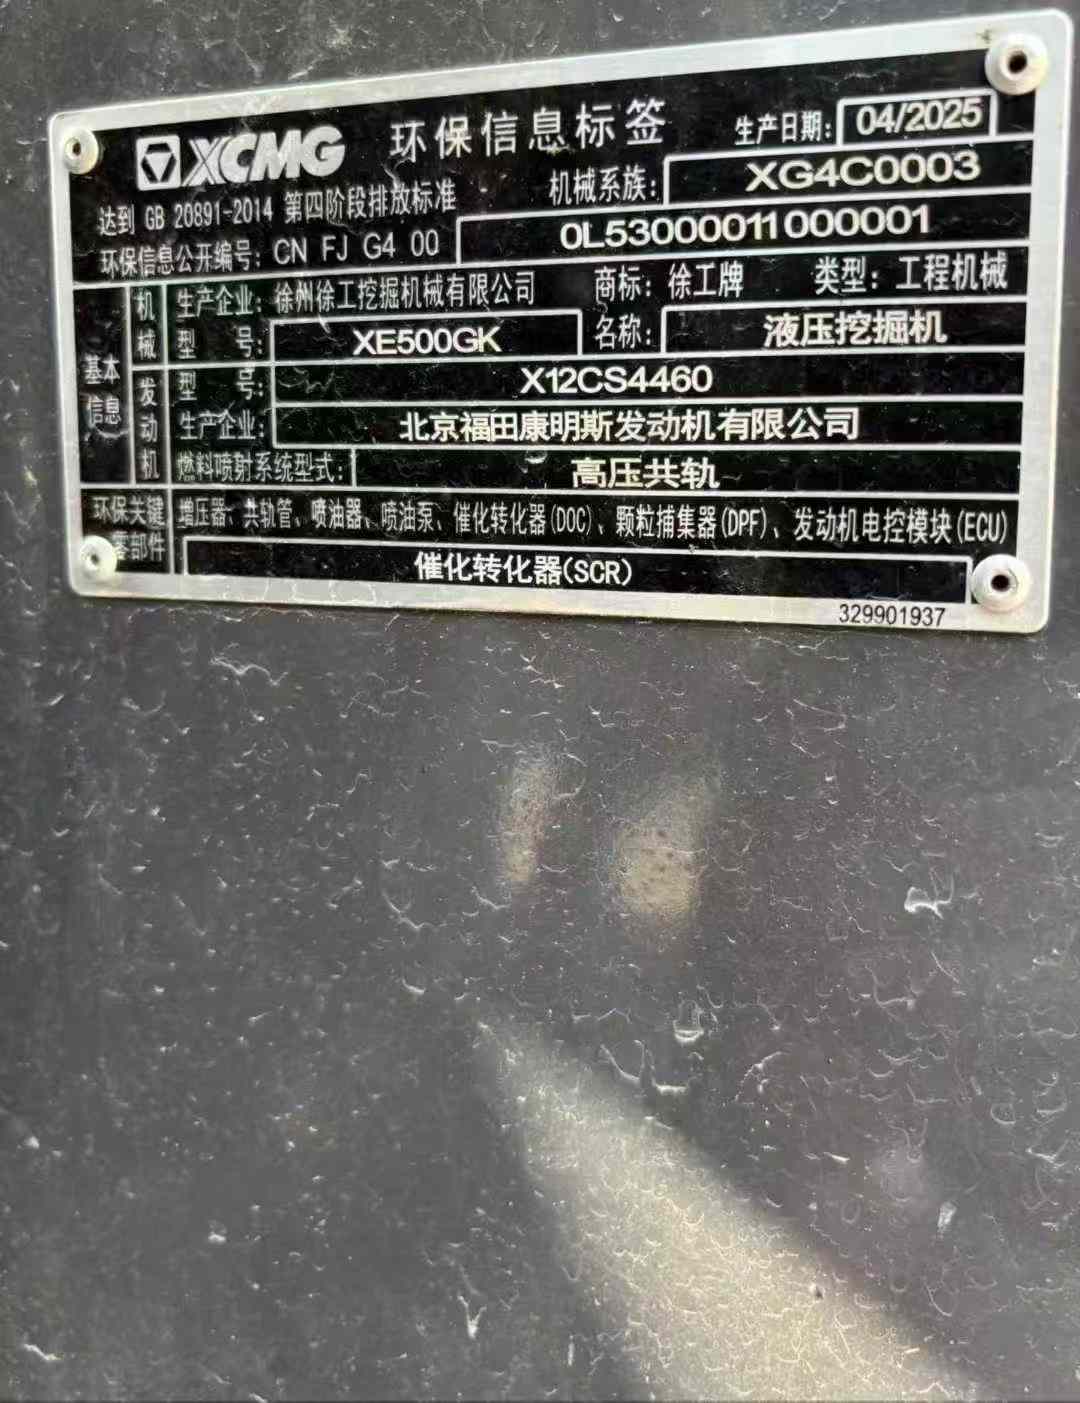 XCMG 环保信息标签 生产日期: 04/2025
达到 GB 20891-2014 第四阶段排放标准 机械系族: XG4C0003
环保信息公开编号: CN FJ G4 00 0L53000011000001
基本信息
机械
生产企业: 徐州徐工挖掘机械有限公司 商标: 徐工牌 类型: 工程机械
型 号: XE500GK 名称: 液压挖掘机
发动机
型 号: X12CS4460
生产企业: 北京福田康明斯发动机有限公司
燃料喷射系统型式: 高压共轨
环保关键零部件
增压器、共轨管、喷油器、喷油泵、催化转化器(DOC)、颗粒捕集器(DPF)、发动机电控模块(ECU)
催化转化器(SCR)
329901937